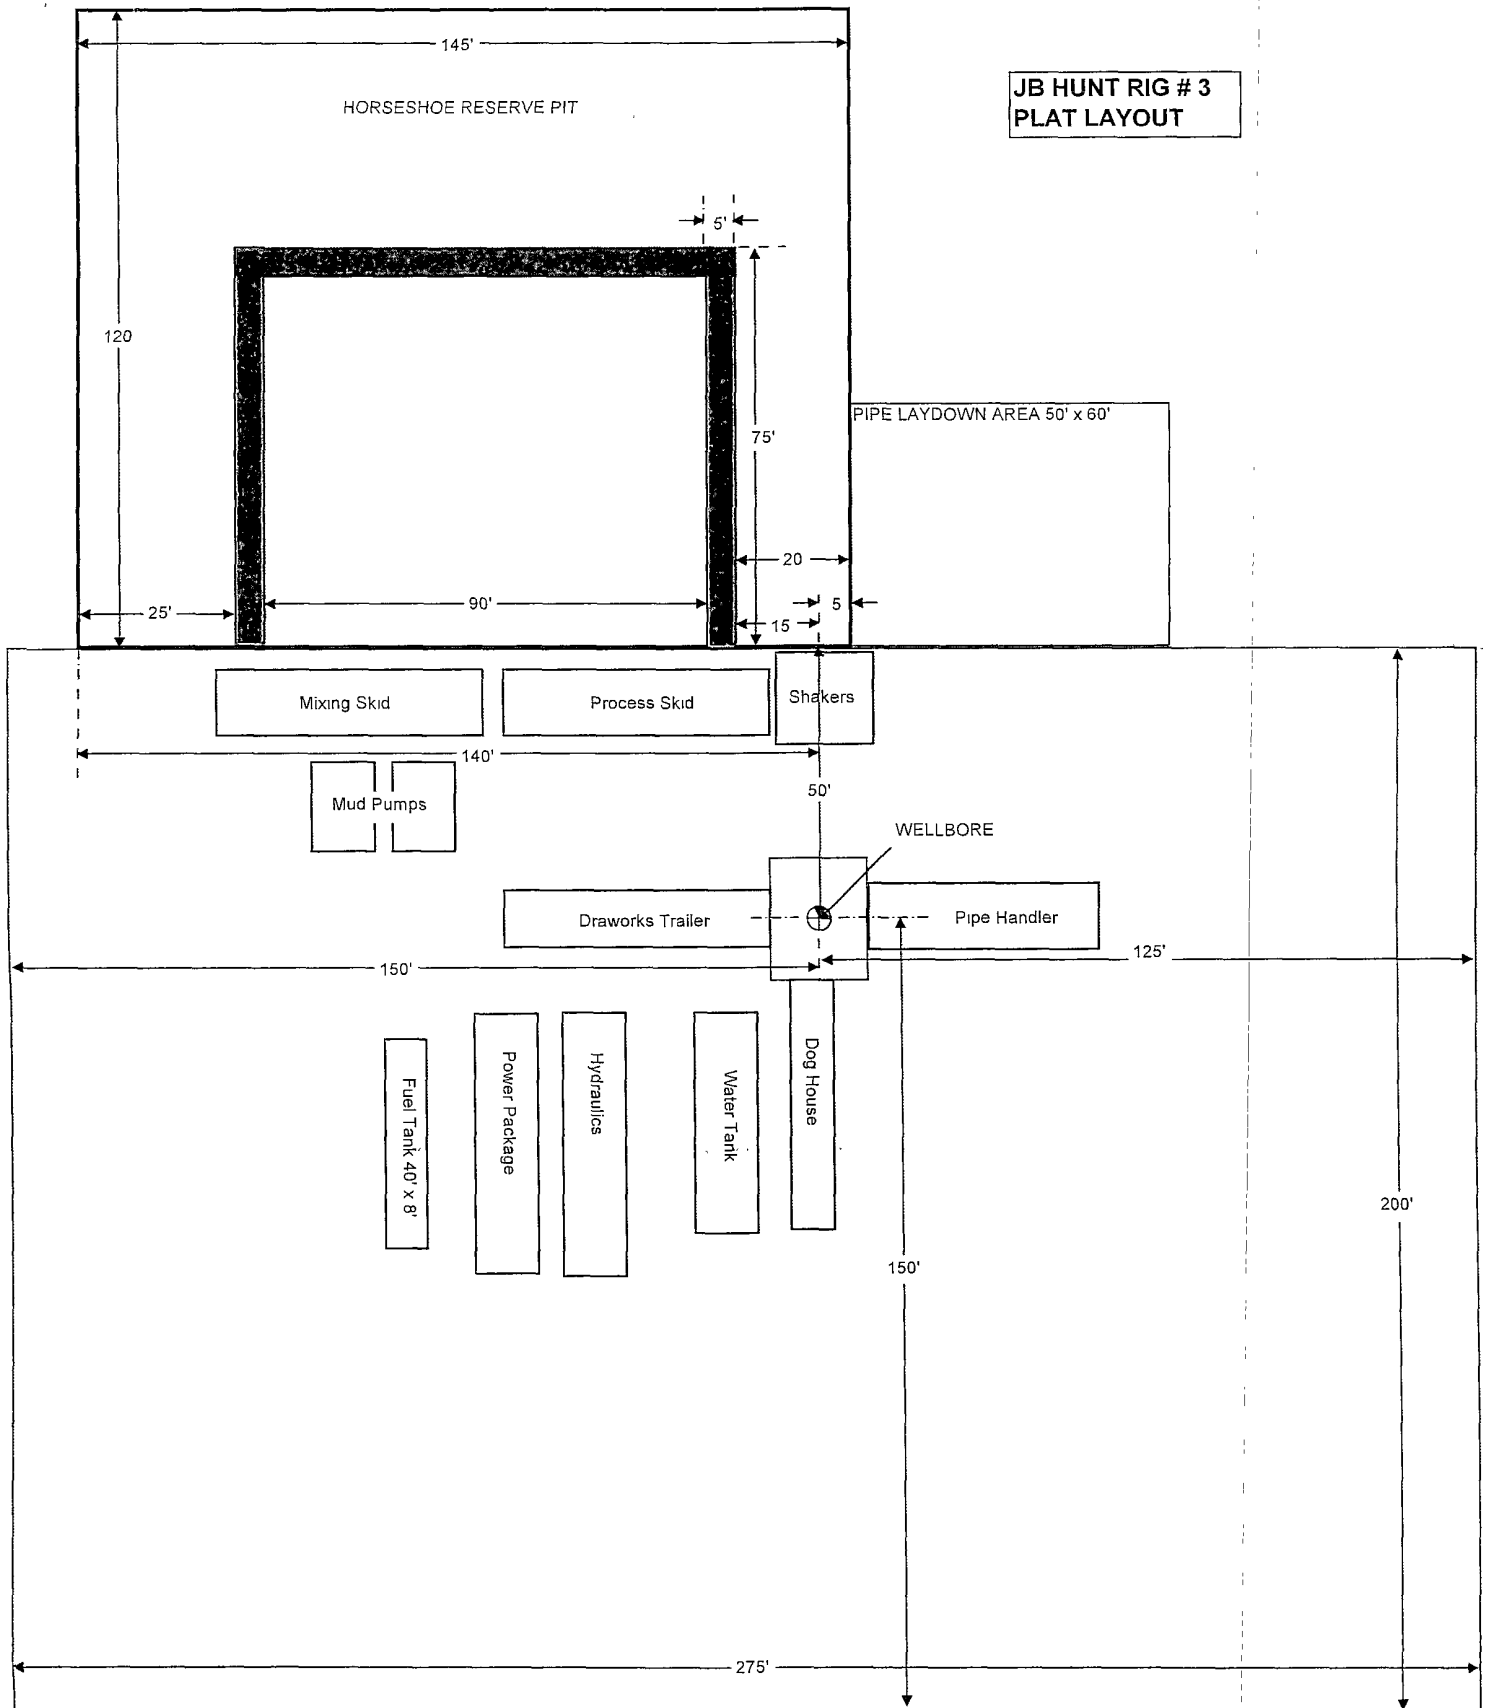 145'
JB HUNT RIG # 3
PLAT LAYOUT
HORSESHOE RESERVE PIT
5'
120
PIPE LAYDOWN AREA 50' x 60'
75'
20
25'
90'
5
15
Mixing Skid
Process Skid
Shakers
140'
50'
Mud Pumps
WELLBORE
Draworks Trailer
Pipe Handler
150'
125'
Fuel Tank 40' x 8'
Power Package
Hydraulics
Water Tank
Dog House
200'
150'
275'